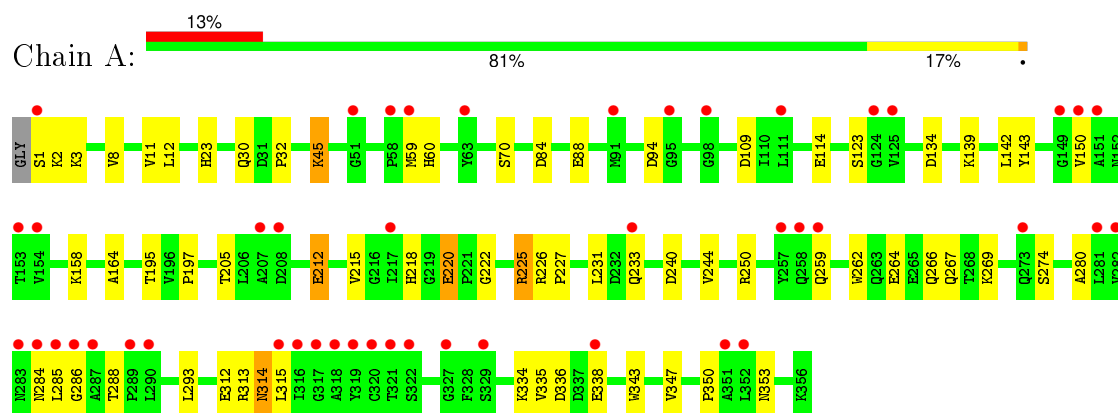 13%
Chain A:
81% 17% •
GLY S1 K2 K3 V8 V11 L12 H23 Q30 D31 P32 K45 G51 P58 M59 H60 Y63 S70 D84 E88 M91 D94 G95 G98 D109 I110 L111 E114 S123 G124 V125 D134 K139 L142 Y143 G149 V150 A151 N152
T153 V154 K158 A164 T195 V196 P197 T205 L206 A207 D208 E212 V215 G216 I217 H218 G219 E220 P221 G222 R225 R226 P227 L231 D232 Q233 D240 V244 R250 Y257 Q258 Q259 W262 Q263 E264 E265 Q266 Q267 T268 K269 Q273 S274 A280 L281
N283 N284 L285 G286 A287 T288 P289 L290 L293 E312 R313 N314 L315 I316 G317 A318 Y319 C320 T321 S322 G327 F328 S329 K334 V335 D336 D337 E338 W343 V347 P350 A351 L352 N353 K356